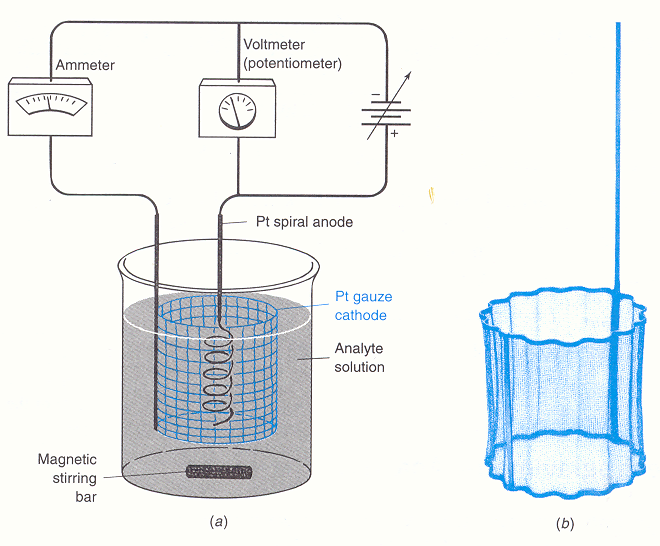 Ammeter
Voltmeter
(potentiometer)
−
+
Pt spiral anode
Pt gauze
cathode
Analyte
solution
Magnetic
stirring
bar
(a)
(b)